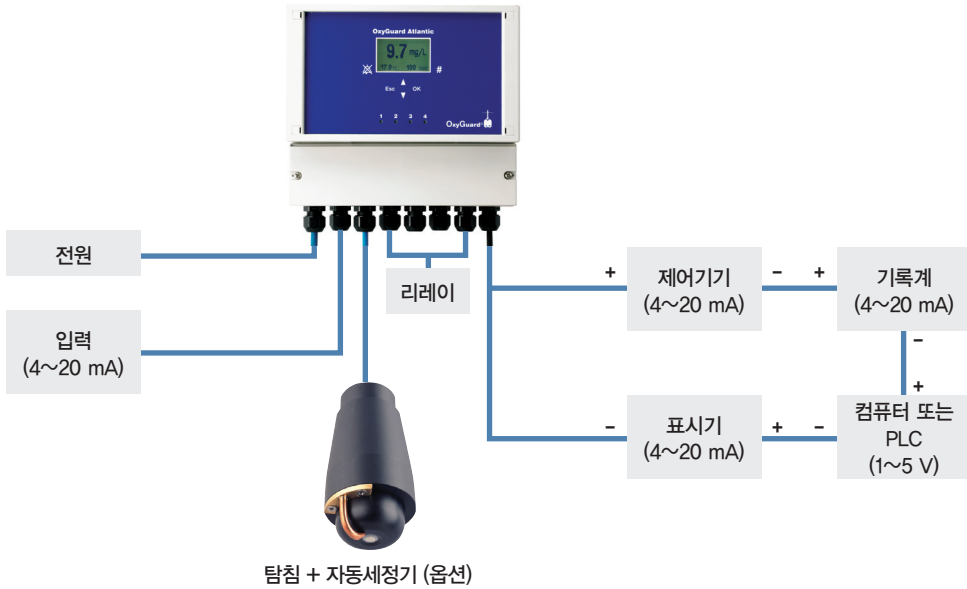 OxyGuard Atlantic
9.7 mg/L
Esc OK
#
1 2 3 4
OxyGuard
전원
입력
(4~20 mA)
리레이
+ 제어기기 - + 기록계
(4~20 mA) (4~20 mA)
-
+
- 표시기 + - 컴퓨터 또는
(4~20 mA) PLC
(1~5 V)
탐침 + 자동세정기 (옵션)